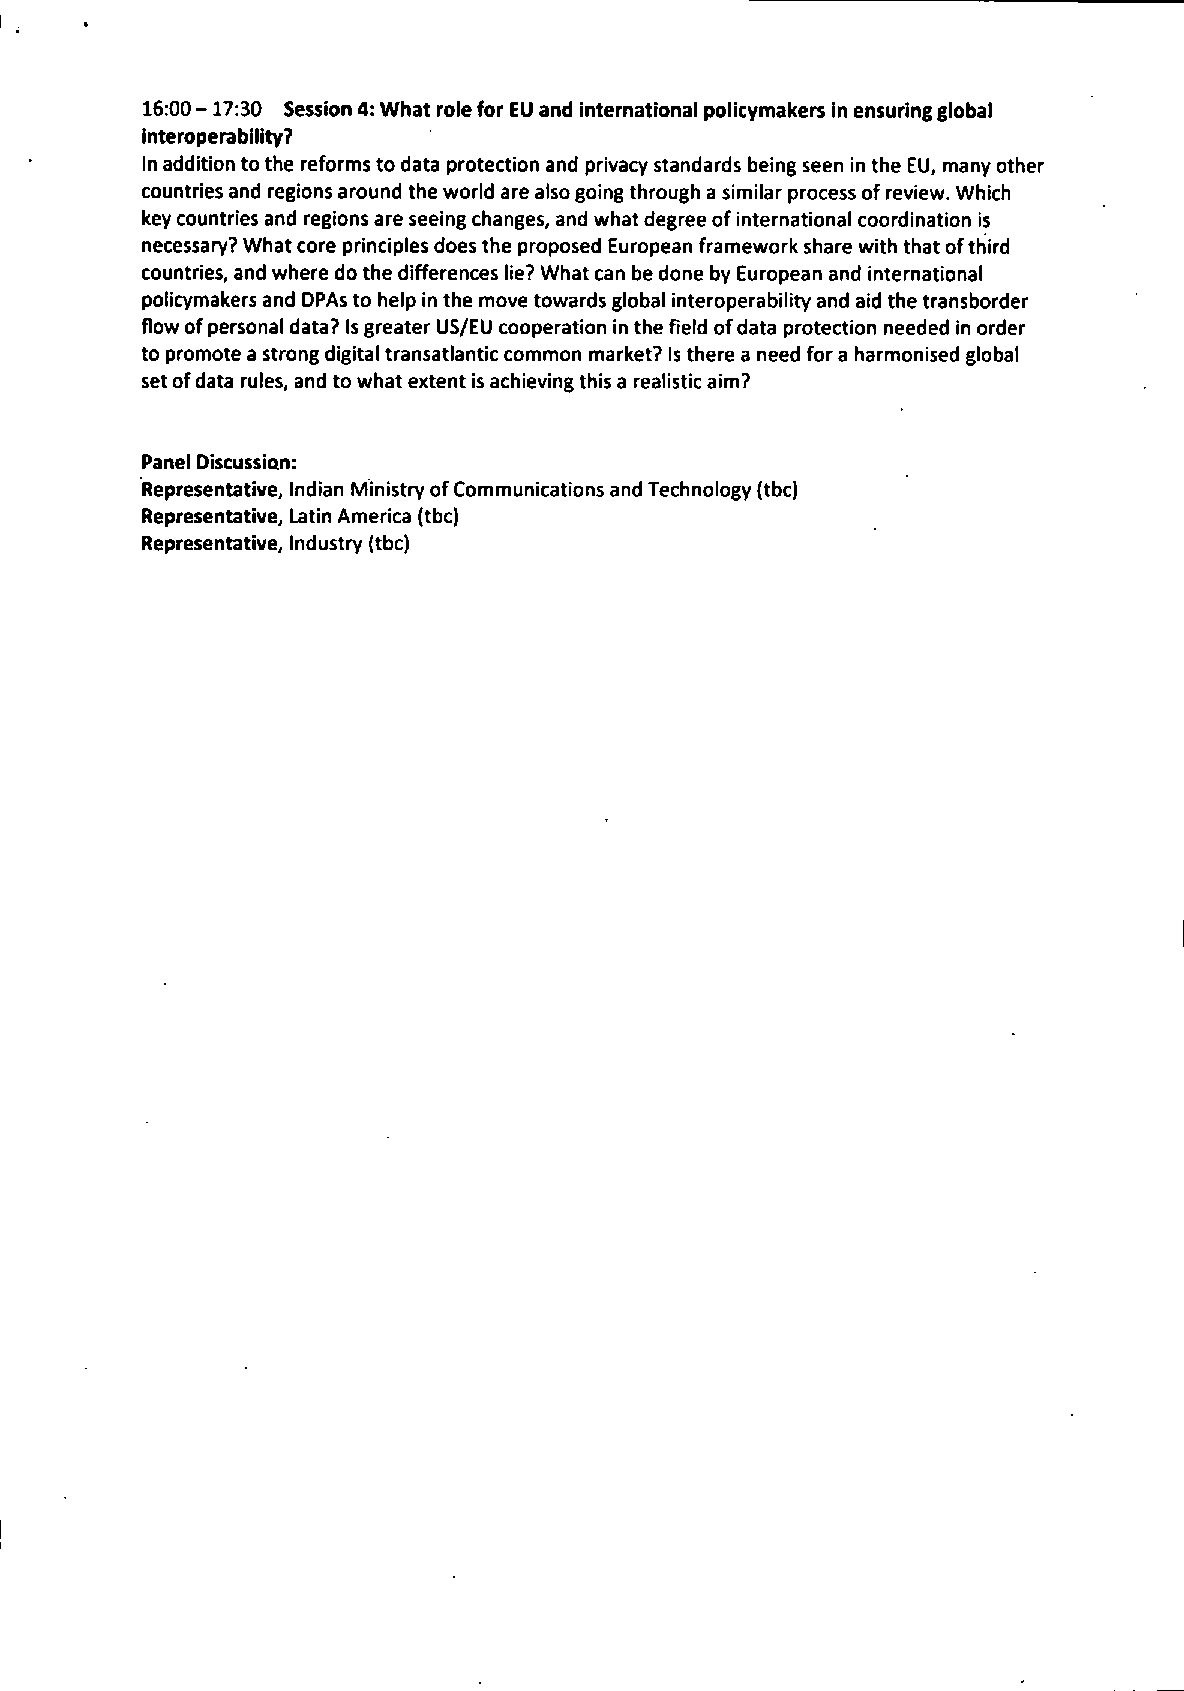 16:00 – 17:30 Session 4: What role for EU and international policymakers in ensuring global
interoperability?
In addition to the reforms to data protection and privacy standards being seen in the EU, many other
countries and regions around the world are also going through a similar process of review. Which
key countries and regions are seeing changes, and what degree of international coordination is
necessary? What core principles does the proposed European framework share with that of third
countries, and where do the differences lie? What can be done by European and international
policymakers and DPAs to help in the move towards global interoperability and aid the transborder
flow of personal data? Is greater US/EU cooperation in the field of data protection needed in order
to promote a strong digital transatlantic common market? Is there a need for a harmonised global
set of data rules, and to what extent is achieving this a realistic aim?
Panel Discussion:
Representative, Indian Ministry of Communications and Technology (tbc)
Representative, Latin America (tbc)
Representative, Industry (tbc)